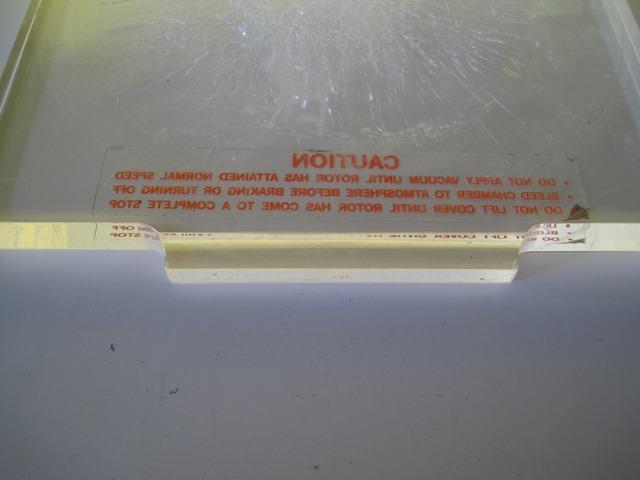 CAUTION
• DO NOT APPLY VACUUM UNTIL ROTOR HAS ATTAINED NORMAL SPEED
• BLEED CHAMBER TO ATMOSPHERE BEFORE BRAKING OR TURNING OFF
DO NOT LIFT COVER UNTIL ROTOR HAS COME TO A COMPLETE STOP